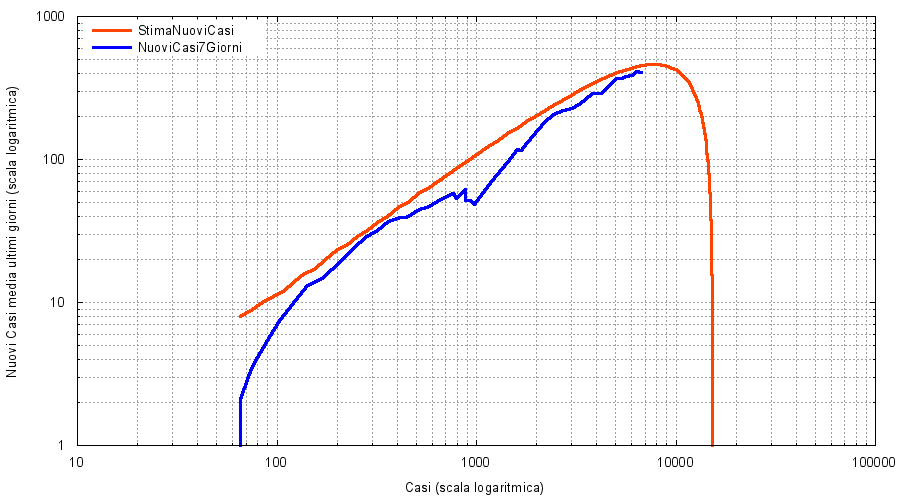 1000
StimaNuoviCasi
NuoviCasi7Giorni
100
10
1
Nuovi Casi media ultimi giorni (scala logaritmica)
10 100 1000 10000 100000
Casi (scala logaritmica)